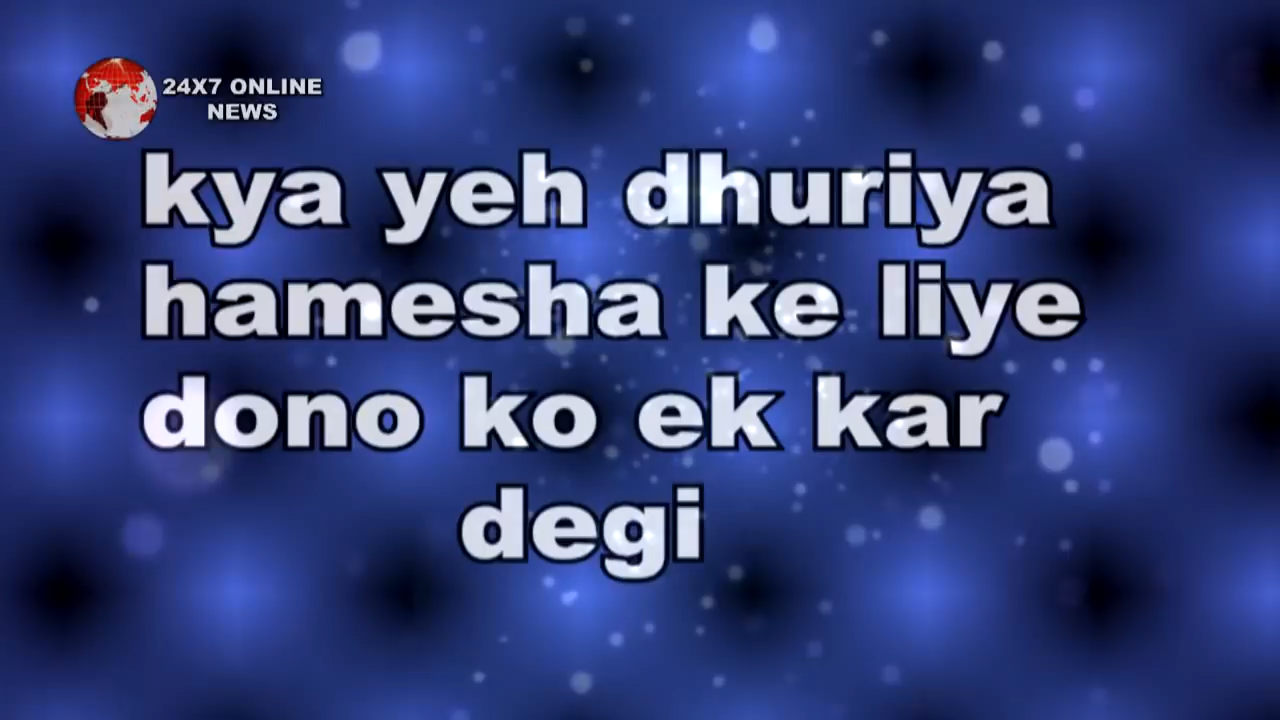 24X7 ONLINE
NEWS
kya yeh dhuriya
hamesha ke liye
dono ko ek kar
degi